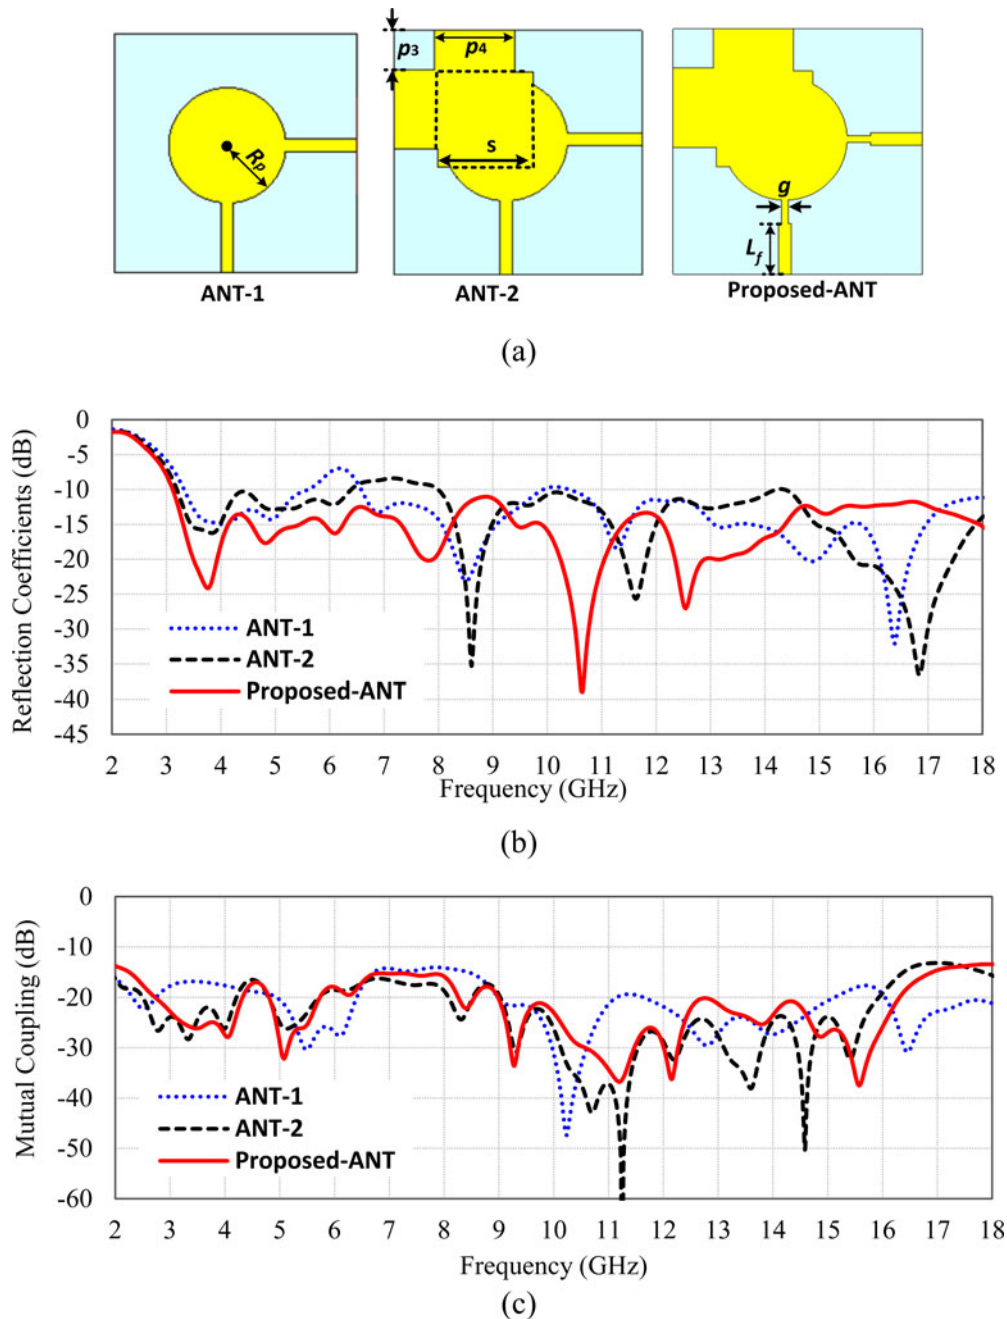 R_p
ANT-1
p_3
p_4
s
ANT-2
g
L_f
Proposed-ANT
(a)
Reflection Coefficients (dB)
0
-5
-10
-15
-20
-25
-30
-35
-40
-45
ANT-1
ANT-2
Proposed-ANT
2 3 4 5 6 7 8 9 10 11 12 13 14 15 16 17 18
Frequency (GHz)
(b)
Mutual Coupling (dB)
0
-10
-20
-30
-40
-50
-60
ANT-1
ANT-2
Proposed-ANT
2 3 4 5 6 7 8 9 10 11 12 13 14 15 16 17 18
Frequency (GHz)
(c)